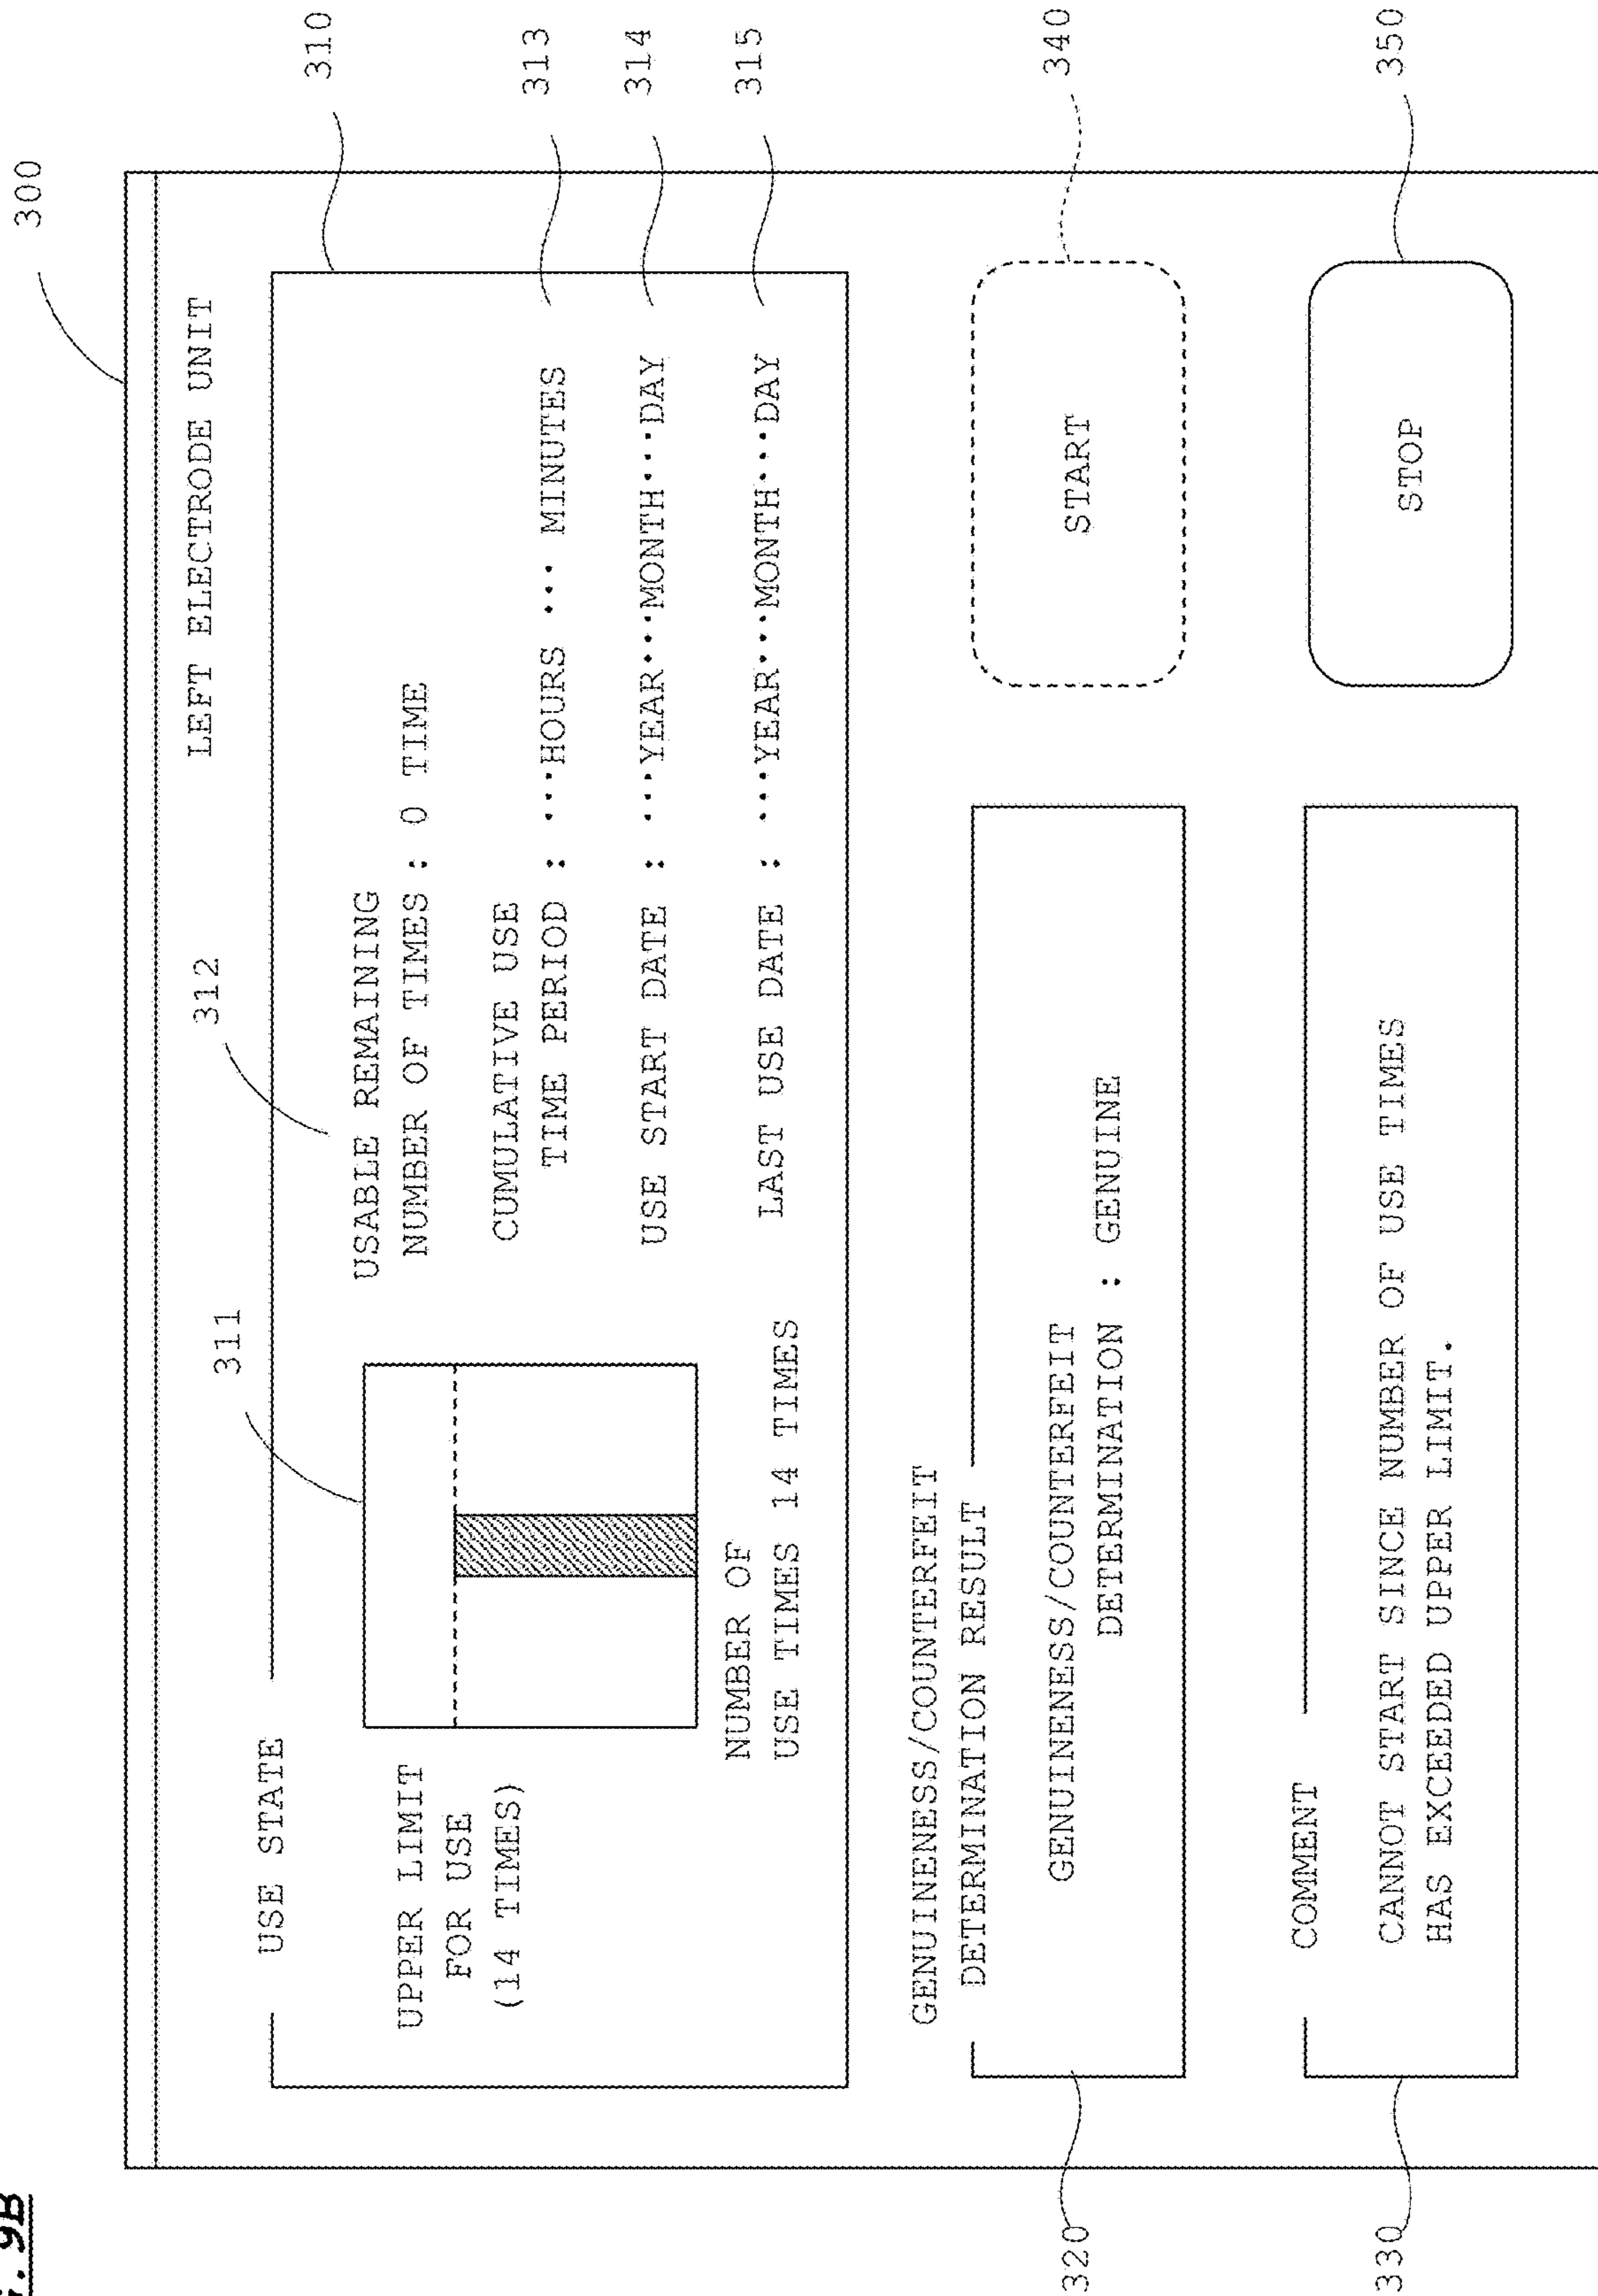 . 9B
300
LEFT ELECTRODE UNIT
310
USE STATE
311
312
UPPER LIMIT
FOR USE
(14 TIMES)
USABLE REMAINING
NUMBER OF TIMES : 0 TIME
CUMULATIVE USE
TIME PERIOD : ···HOURS ··· MINUTES
313
USE START DATE : ···YEAR···MONTH···DAY
314
NUMBER OF
USE TIMES 14 TIMES
LAST USE DATE : ···YEAR···MONTH···DAY
315
GENUINENESS/COUNTERFEIT
DETERMINATION RESULT
320
GENUINENESS/COUNTERFEIT
DETERMINATION : GENUINE
START
340
COMMENT
330
CANNOT START SINCE NUMBER OF USE TIMES
HAS EXCEEDED UPPER LIMIT.
STOP
350